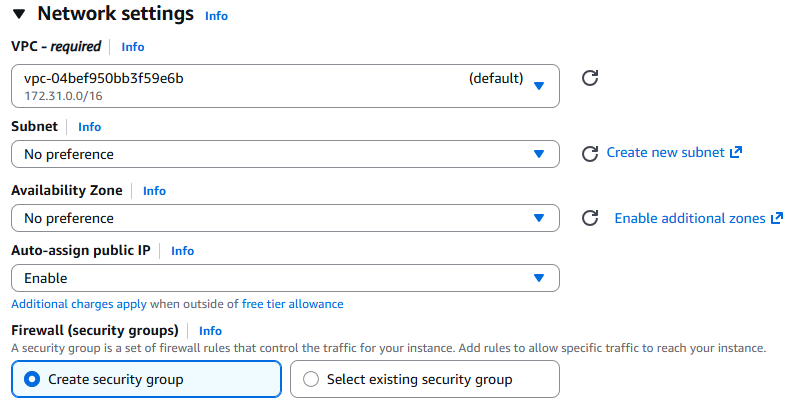 Network settings Info
VPC - required Info
vpc-04bef950bb3f59e6b (default)
172.31.0.0/16
Subnet Info
No preference Create new subnet
Availability Zone Info
No preference Enable additional zones
Auto-assign public IP Info
Enable
Additional charges apply when outside of free tier allowance
Firewall (security groups) Info
A security group is a set of firewall rules that control the traffic for your instance. Add rules to allow specific traffic to reach your instance.
Create security group Select existing security group